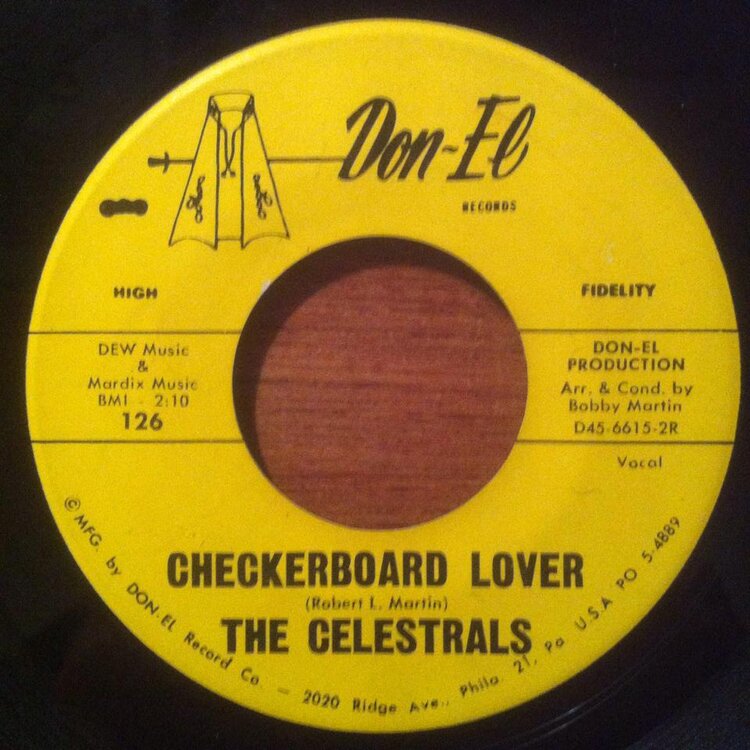 Don-El
RECORDS
HIGH
FIDELITY
DEW Music
&
Mardix Music
BMI - 2:10
126
DON-EL
PRODUCTION
Arr. & Cond. by
Bobby Martin
D45-6615-2R
Vocal
CHECKERBOARD LOVER
(Robert L. Martin)
THE CELESTRALS
© MFG. by DON-EL Record Co. — 2020 Ridge Ave., Phila. 21, Pa U.S.A PO 5-4889